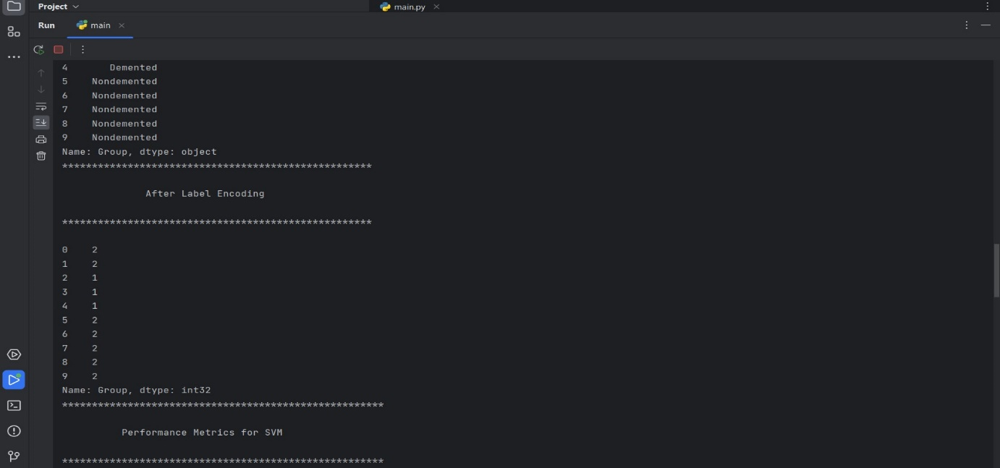 Project
main.py
Run main
4 Demented
5 Nondemented
6 Nondemented
7 Nondemented
8 Nondemented
9 Nondemented
Name: Group, dtype: object
****************************************************
After Label Encoding
****************************************************
0 2
1 2
2 1
3 1
4 1
5 2
6 2
7 2
8 2
9 2
Name: Group, dtype: int32
******************************************************
Performance Metrics for SVM
******************************************************